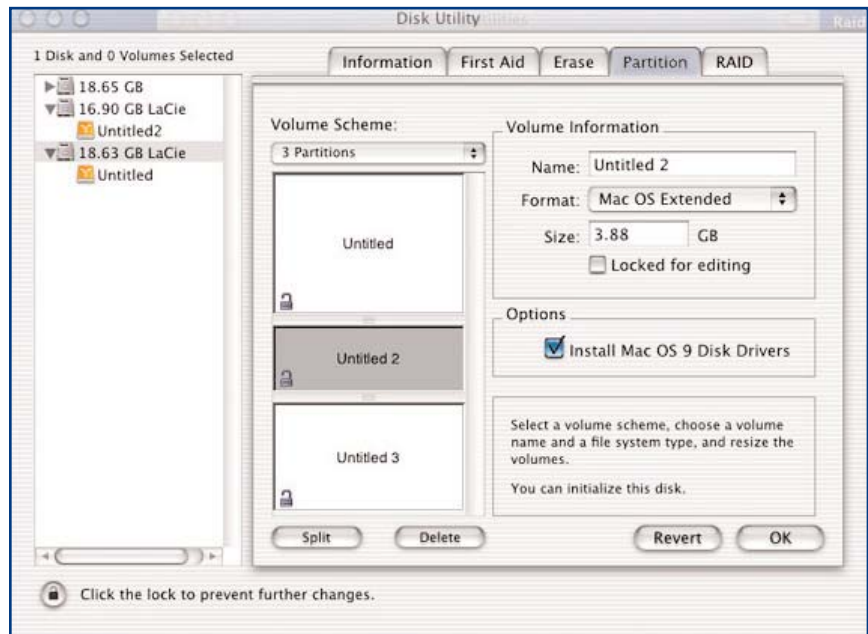 Disk Utility
Raid
1 Disk and 0 Volumes Selected
18.65 GB
16.90 GB LaCie
Untitled2
18.63 GB LaCie
Untitled
Information
First Aid
Erase
Partition
RAID
Volume Scheme:
3 Partitions
Untitled
Untitled 2
Untitled 3
Split
Delete
Volume Information
Name: Untitled 2
Format: Mac OS Extended
Size: 3.88 GB
Locked for editing
Options
Install Mac OS 9 Disk Drivers
Select a volume scheme, choose a volume
name and a file system type, and resize the
volumes.
You can initialize this disk.
Revert
OK
Click the lock to prevent further changes.